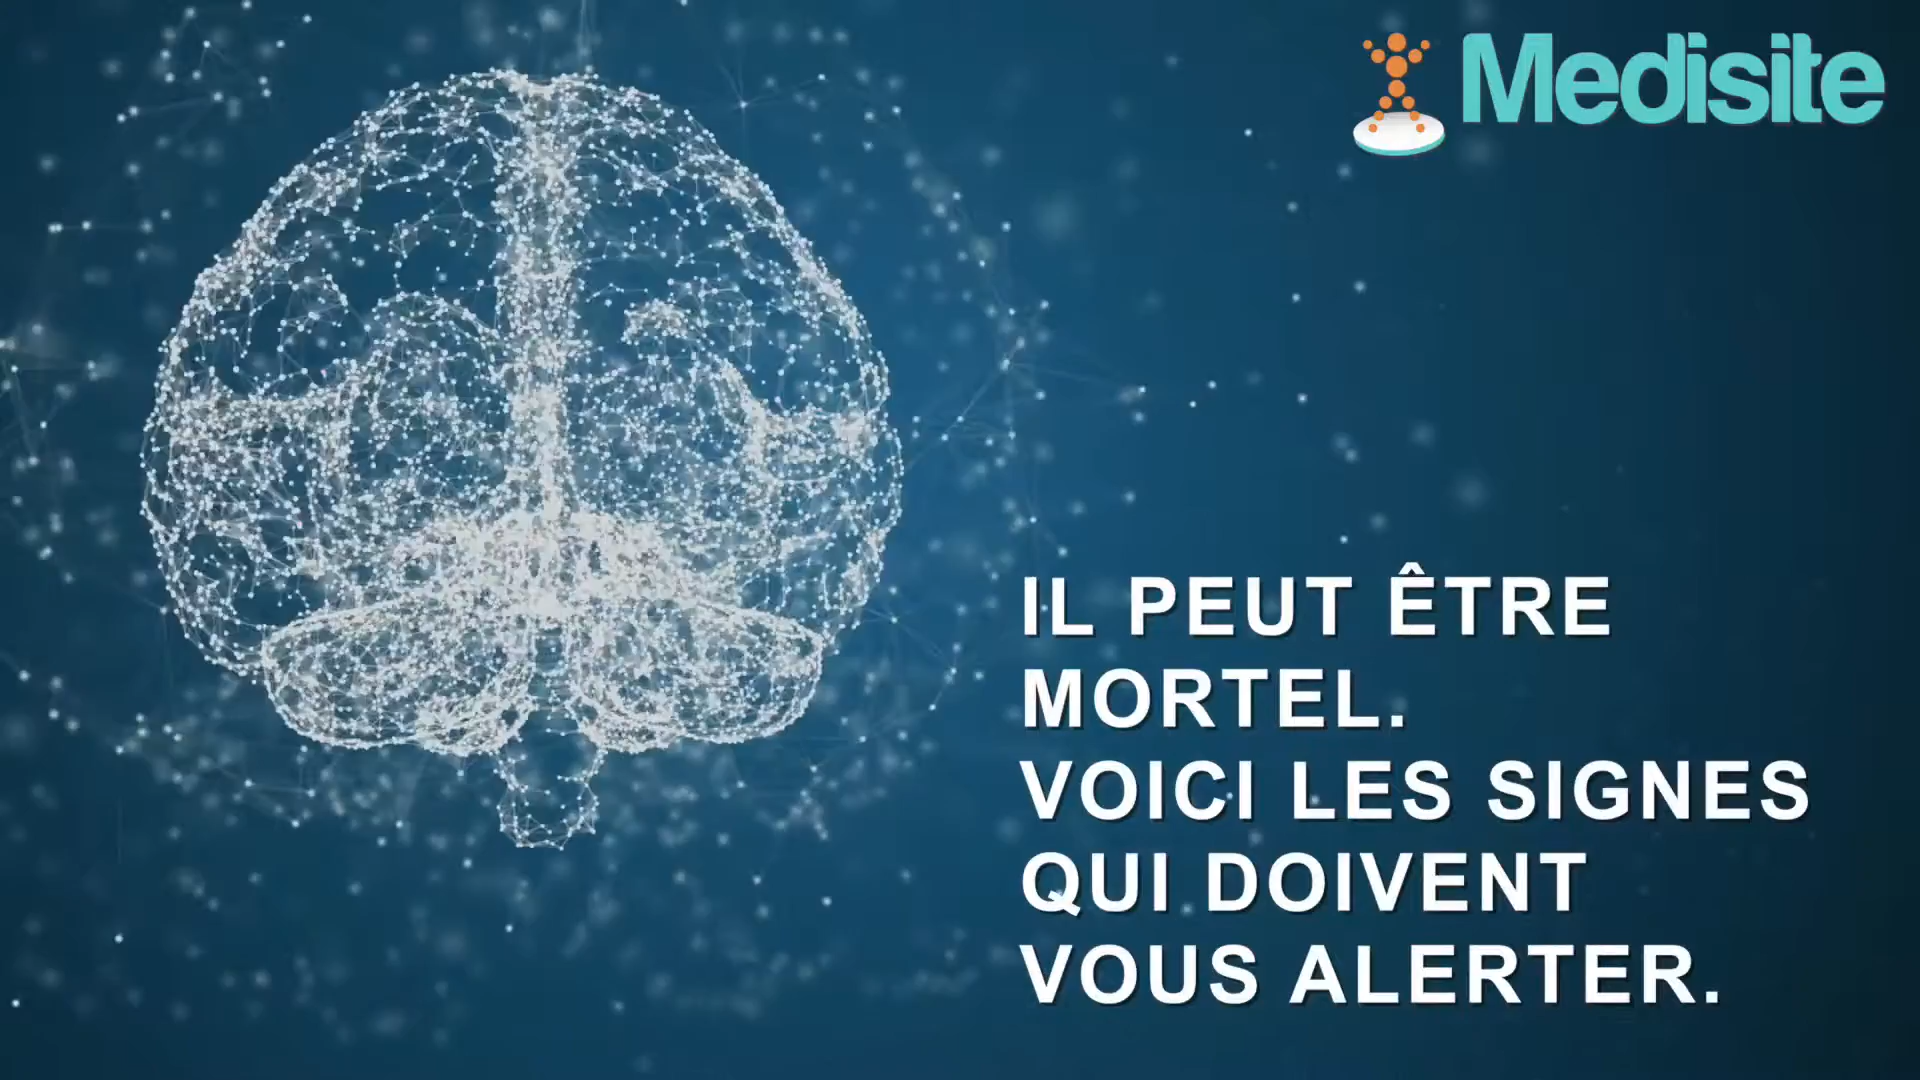 Medisite
IL PEUT ÊTRE
MORTEL.
VOICI LES SIGNES
QUI DOIVENT
VOUS ALERTER.